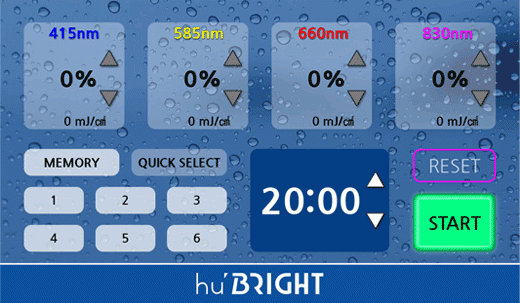 415nm 585nm 660nm 830nm
0% 0% 0% 0%
0 mJ/㎠ 0 mJ/㎠ 0 mJ/㎠ 0 mJ/㎠
MEMORY QUICK SELECT
1 2 3
4 5 6
20:00
RESET
START
hu'BRIGHT